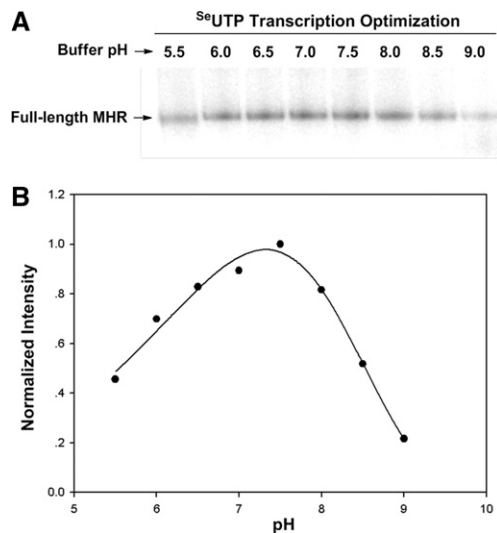 A
SeUTP Transcription Optimization
Buffer pH 5.5 6.0 6.5 7.0 7.5 8.0 8.5 9.0
Full-length MHR
B
1.2
1.0
.8
.6
.4
.2
0.0
Normalized Intensity
5 6 7 8 9 10
pH